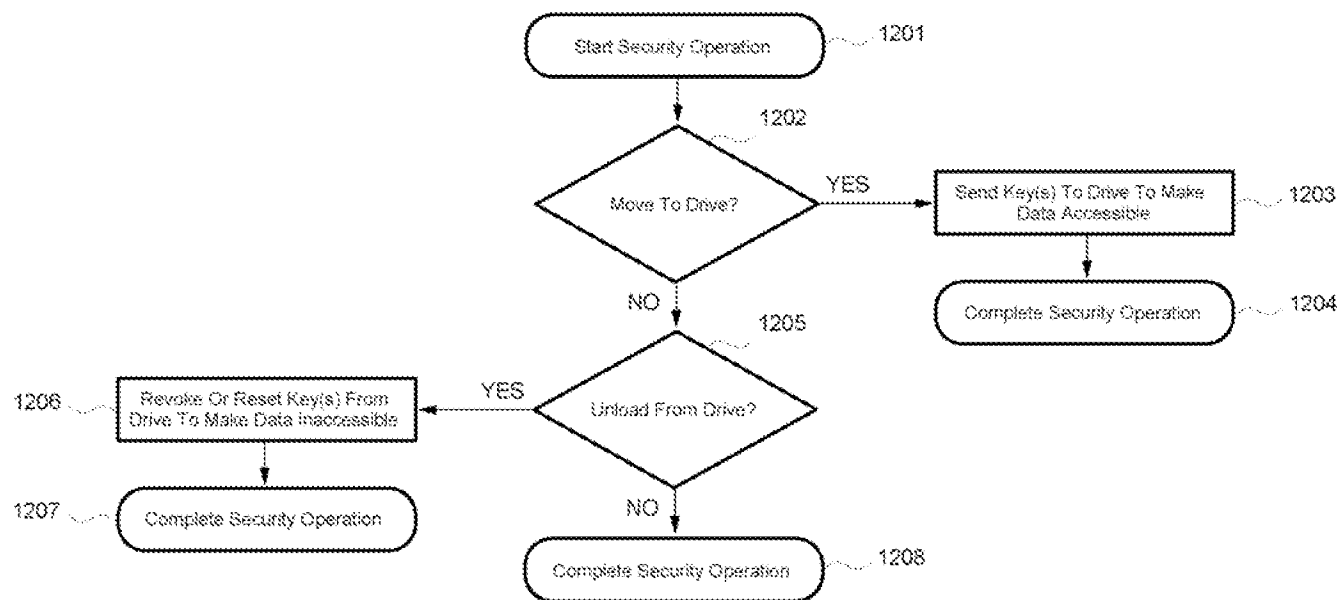 Start Security Operation
1201
1202
Move To Drive?
YES
Send Key(s) To Drive To Make
Data Accessible
1203
NO
Complete Security Operation
1204
1205
Unload From Drive?
YES
1206
Revoke Or Reset Key(s) From
Drive To Make Data Inaccessible
1207
Complete Security Operation
NO
Complete Security Operation
1208